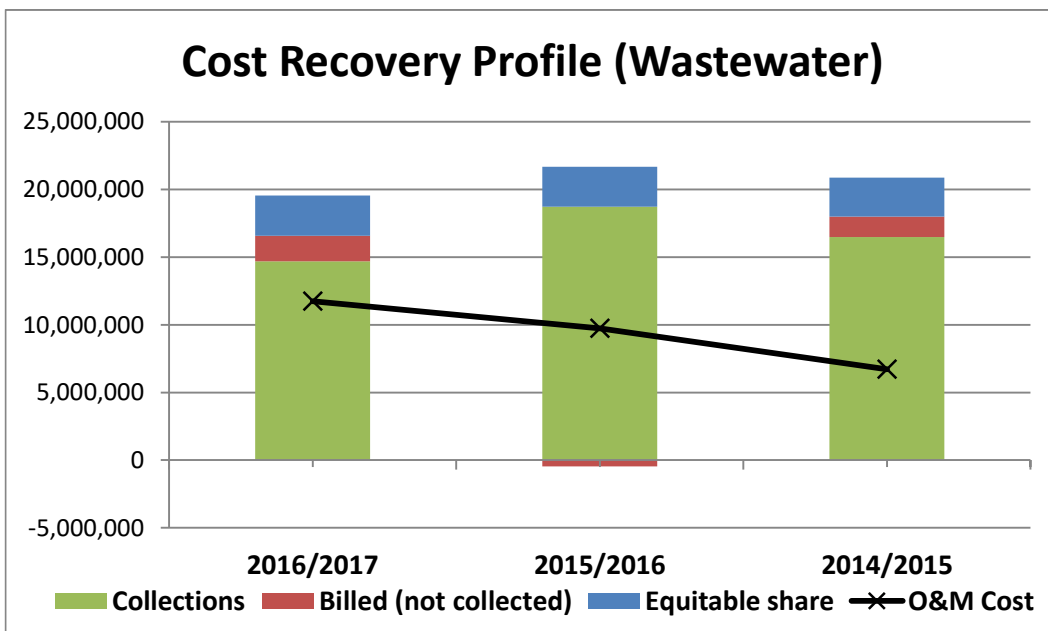 Cost Recovery Profile (Wastewater)
25,000,000
20,000,000
15,000,000
10,000,000
5,000,000
0
-5,000,000
2016/2017 2015/2016 2014/2015
Collections Billed (not collected) Equitable share O&M Cost